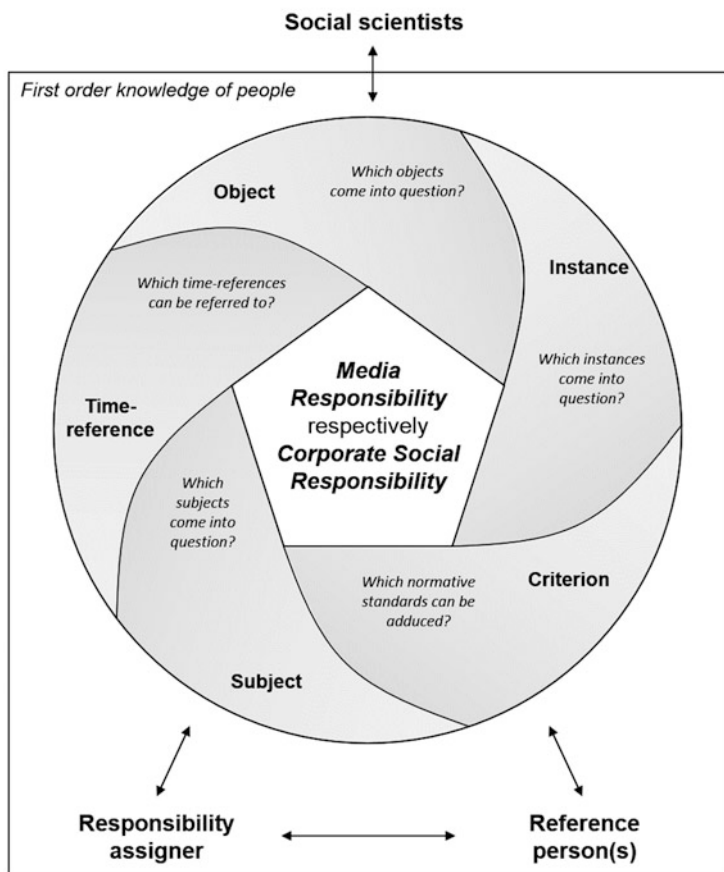 Social scientists
First order knowledge of people
Object
Which objects
come into question?
Instance
Which instances
come into
question?
Criterion
Which normative
standards can be
adduced?
Subject
Which
subjects
come into
question?
Time-
reference
Which time-references
can be referred to?
Media
Responsibility
respectively
Corporate Social
Responsibility
Responsibility
assigner
Reference
person(s)